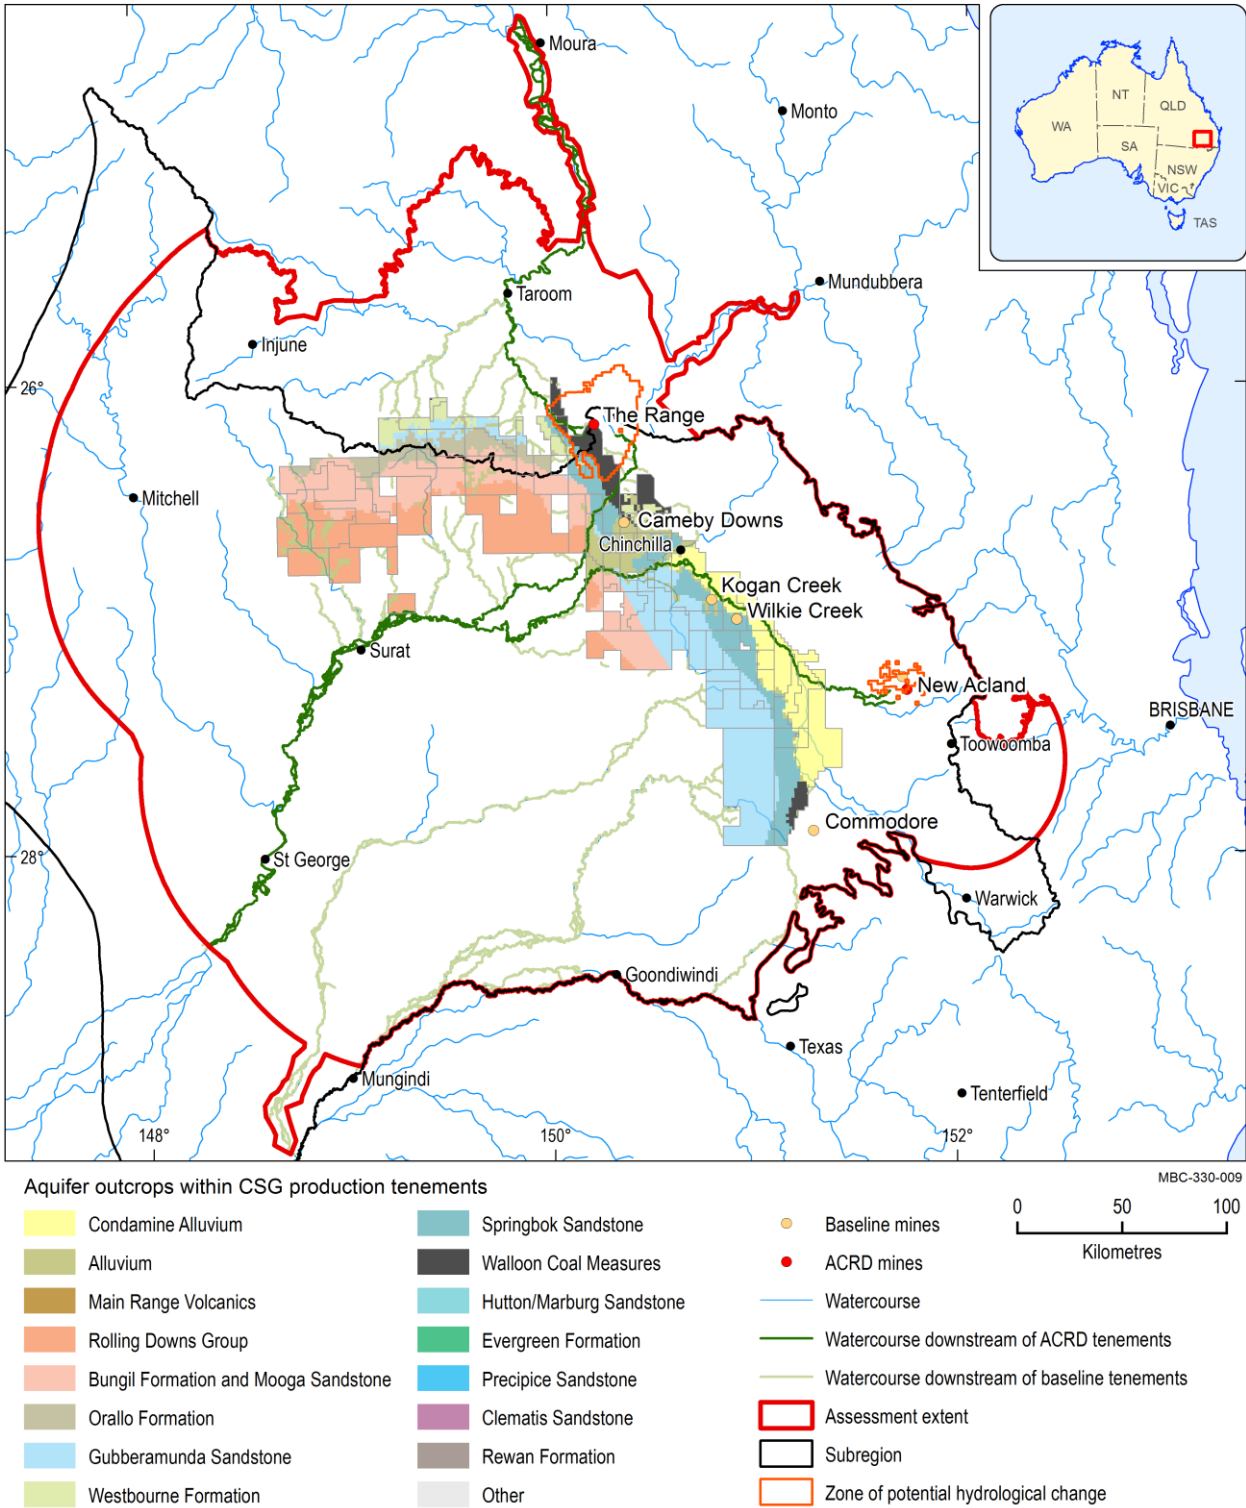 Moura
Monto
NT
QLD
WA
SA
NSW
VIC
TAS
Mundubbera
Taroom
Injune
26°
The Range
Mitchell
Cameby Downs
Chinchilla
Kogan Creek
Wilkie Creek
Surat
New Acland
BRISBANE
Toowoomba
Commodore
28°
St George
Warwick
Goondiwindi
Texas
Mungindi
Tenterfield
148°
150°
152°
MBC-330-009
Aquifer outcrops within CSG production tenements
Condamine Alluvium
Alluvium
Main Range Volcanics
Rolling Downs Group
Bungil Formation and Mooga Sandstone
Orallo Formation
Gubberamunda Sandstone
Westbourne Formation
Springbok Sandstone
Walloon Coal Measures
Hutton/Marburg Sandstone
Evergreen Formation
Precipice Sandstone
Clematis Sandstone
Rewan Formation
Other
Baseline mines
ACRD mines
Watercourse
Watercourse downstream of ACRD tenements
Watercourse downstream of baseline tenements
Assessment extent
Subregion
Zone of potential hydrological change
0 50 100
Kilometres